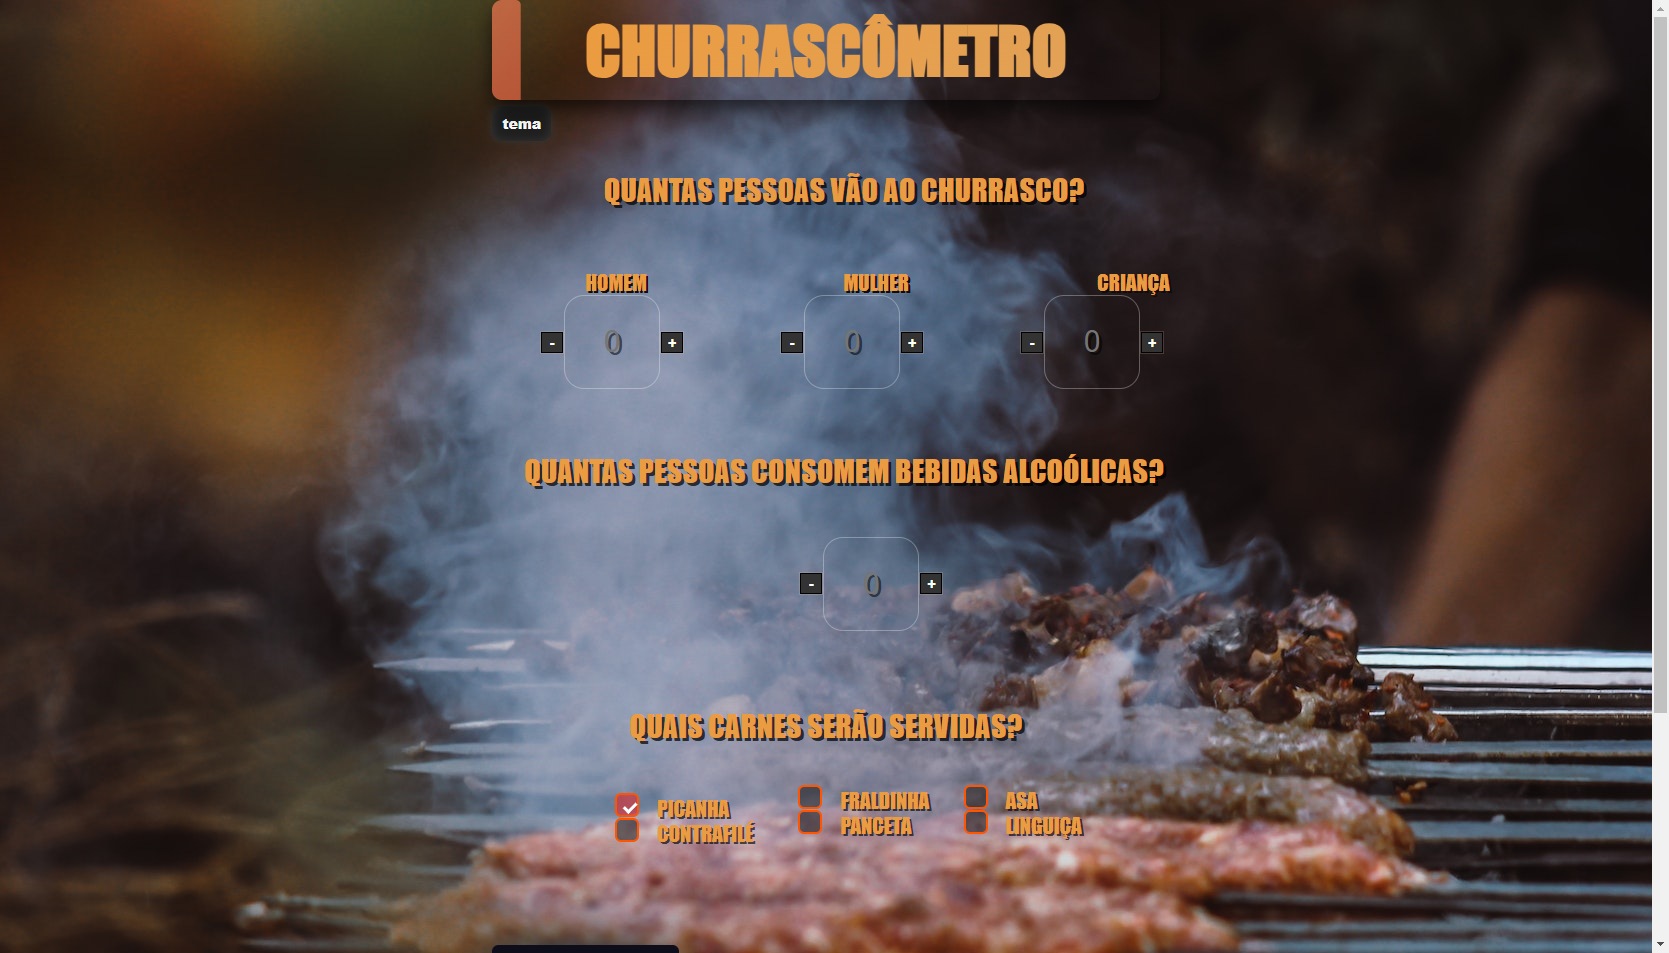 CHURRASCÔMETRO
tema
QUANTAS PESSOAS VÃO AO CHURRASCO?
HOMEM MULHER CRIANÇA
- 0 + - 0 + - 0 +
QUANTAS PESSOAS CONSOMEM BEBIDAS ALCOÓLICAS?
- 0 +
QUAIS CARNES SERÃO SERVIDAS?
PICANHA FRALDINHA ASA
CONTRAFILÉ PANCETA LINGUIÇA